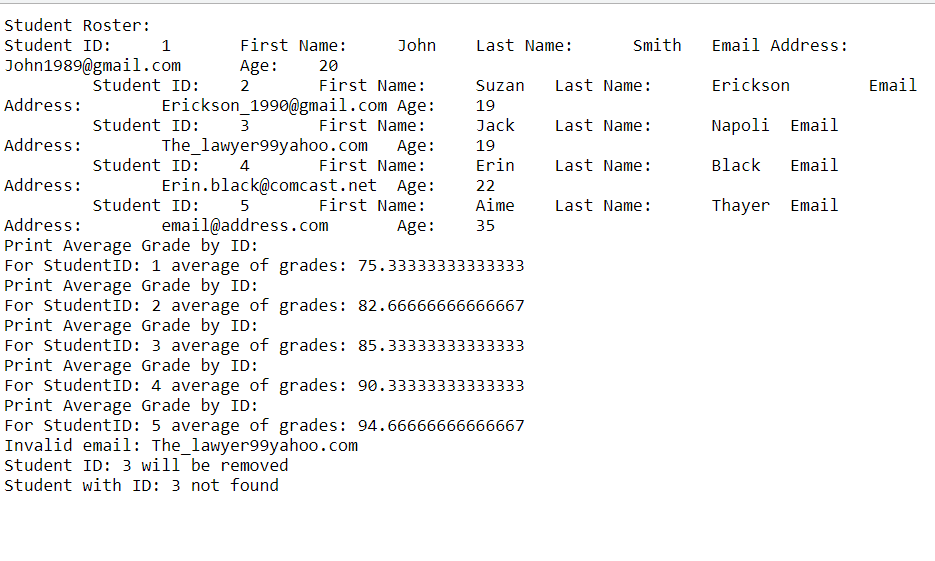 Student Roster:
Student ID: 1 First Name: John Last Name: Smith Email Address:
John1989@gmail.com Age: 20
Student ID: 2 First Name: Suzan Last Name: Erickson Email
Address: Erickson_1990@gmail.com Age: 19
Student ID: 3 First Name: Jack Last Name: Napoli Email
Address: The_lawyer99yahoo.com Age: 19
Student ID: 4 First Name: Erin Last Name: Black Email
Address: Erin.black@comcast.net Age: 22
Student ID: 5 First Name: Aime Last Name: Thayer Email
Address: email@address.com Age: 35
Print Average Grade by ID:
For StudentID: 1 average of grades: 75.33333333333333
Print Average Grade by ID:
For StudentID: 2 average of grades: 82.66666666666667
Print Average Grade by ID:
For StudentID: 3 average of grades: 85.33333333333333
Print Average Grade by ID:
For StudentID: 4 average of grades: 90.33333333333333
Print Average Grade by ID:
For StudentID: 5 average of grades: 94.66666666666667
Invalid email: The_lawyer99yahoo.com
Student ID: 3 will be removed
Student with ID: 3 not found